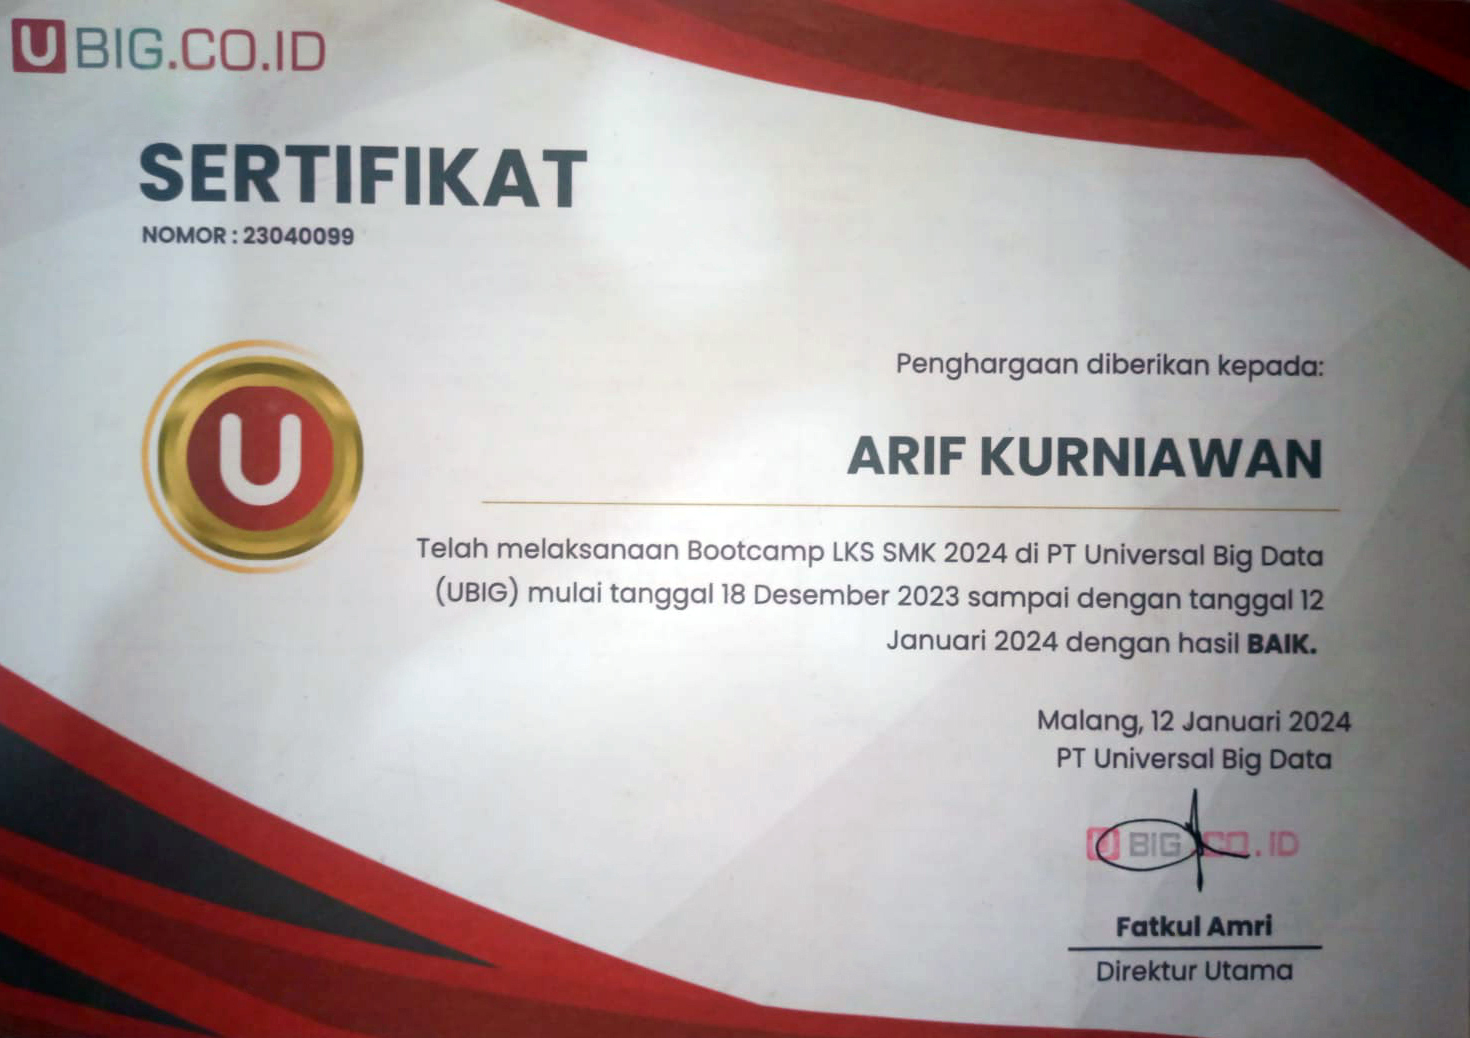 U BIG.CO.ID
SERTIFIKAT
NOMOR : 23040099
U
Penghargaan diberikan kepada:
ARIF KURNIAWAN
Telah melaksanaan Bootcamp LKS SMK 2024 di PT Universal Big Data
(UBIG) mulai tanggal 18 Desember 2023 sampai dengan tanggal 12
Januari 2024 dengan hasil BAIK.
Malang, 12 Januari 2024
PT Universal Big Data
U BIG.CO.ID
Fatkul Amri
Direktur Utama